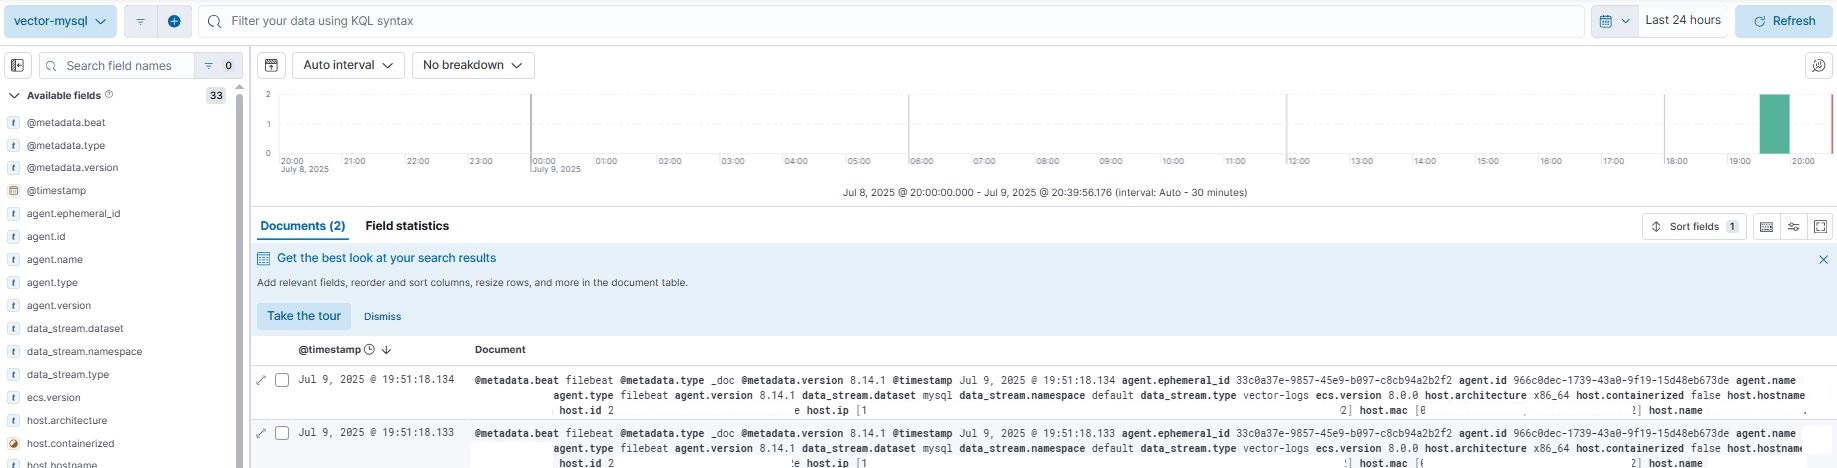 vector-mysql
Filter your data using KQL syntax
Last 24 hours
Refresh
Search field names
0
Auto interval
No breakdown
Available fields
33
@metadata.beat
@metadata.type
@metadata.version
@timestamp
agent.ephemeral_id
agent.id
agent.name
agent.type
agent.version
data_stream.dataset
data_stream.namespace
data_stream.type
ecs.version
host.architecture
host.containerized
host.hostname
2
1
0
20:00 21:00 22:00 23:00 00:00 01:00 02:00 03:00 04:00 05:00 06:00 07:00 08:00 09:00 10:00 11:00 12:00 13:00 14:00 15:00 16:00 17:00 18:00 19:00 20:00
July 8, 2025 July 9, 2025
Jul 8, 2025 @ 20:00:00.000 - Jul 9, 2025 @ 20:39:56.176 (interval: Auto - 30 minutes)
Documents (2) Field statistics
Sort fields 1
Get the best look at your search results
Add relevant fields, reorder and sort columns, resize rows, and more in the document table.
Take the tour Dismiss
@timestamp Document
Jul 9, 2025 @ 19:51:18.134 @metadata.beat filebeat @metadata.type _doc @metadata.version 8.14.1 @timestamp Jul 9, 2025 @ 19:51:18.134 agent.ephemeral_id 33c0a37e-9857-45e9-b097-c8cb94a2b2f2 agent.id 966c0dec-1739-43a0-9f19-15d48eb673de agent.name
agent.type filebeat agent.version 8.14.1 data_stream.dataset mysql data_stream.namespace default data_stream.type vector-logs ecs.version 8.0.0 host.architecture x86_64 host.containerized false host.hostname
host.id 2 e host.ip [1 2] host.mac [0 2] host.name
Jul 9, 2025 @ 19:51:18.133 @metadata.beat filebeat @metadata.type _doc @metadata.version 8.14.1 @timestamp Jul 9, 2025 @ 19:51:18.133 agent.ephemeral_id 33c0a37e-9857-45e9-b097-c8cb94a2b2f2 agent.id 966c0dec-1739-43a0-9f19-15d48eb673de agent.name
agent.type filebeat agent.version 8.14.1 data_stream.dataset mysql data_stream.namespace default data_stream.type vector-logs ecs.version 8.0.0 host.architecture x86_64 host.containerized false host.hostname
host.id 2 e host.ip [1 ] host.mac [ 2] host.name